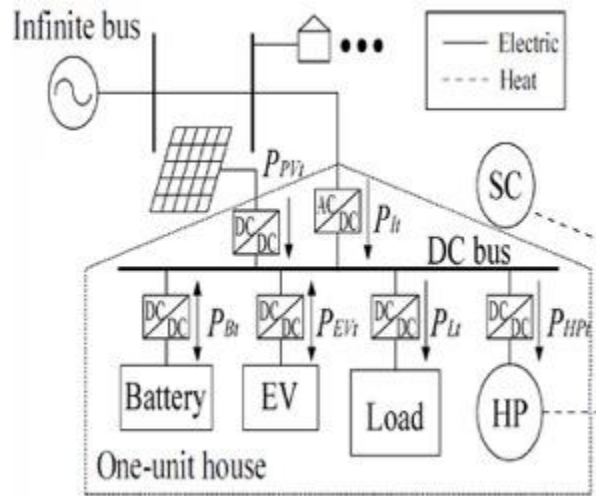 Infinite bus
Electric
Heat
P_PVt
SC
AC
DC
P_It
DC
DC
DC bus
DC
DC
P_Bt
DC
DC
P_EVt
DC
DC
P_Lt
DC
DC
P_HPt
Battery
EV
Load
HP
One-unit house